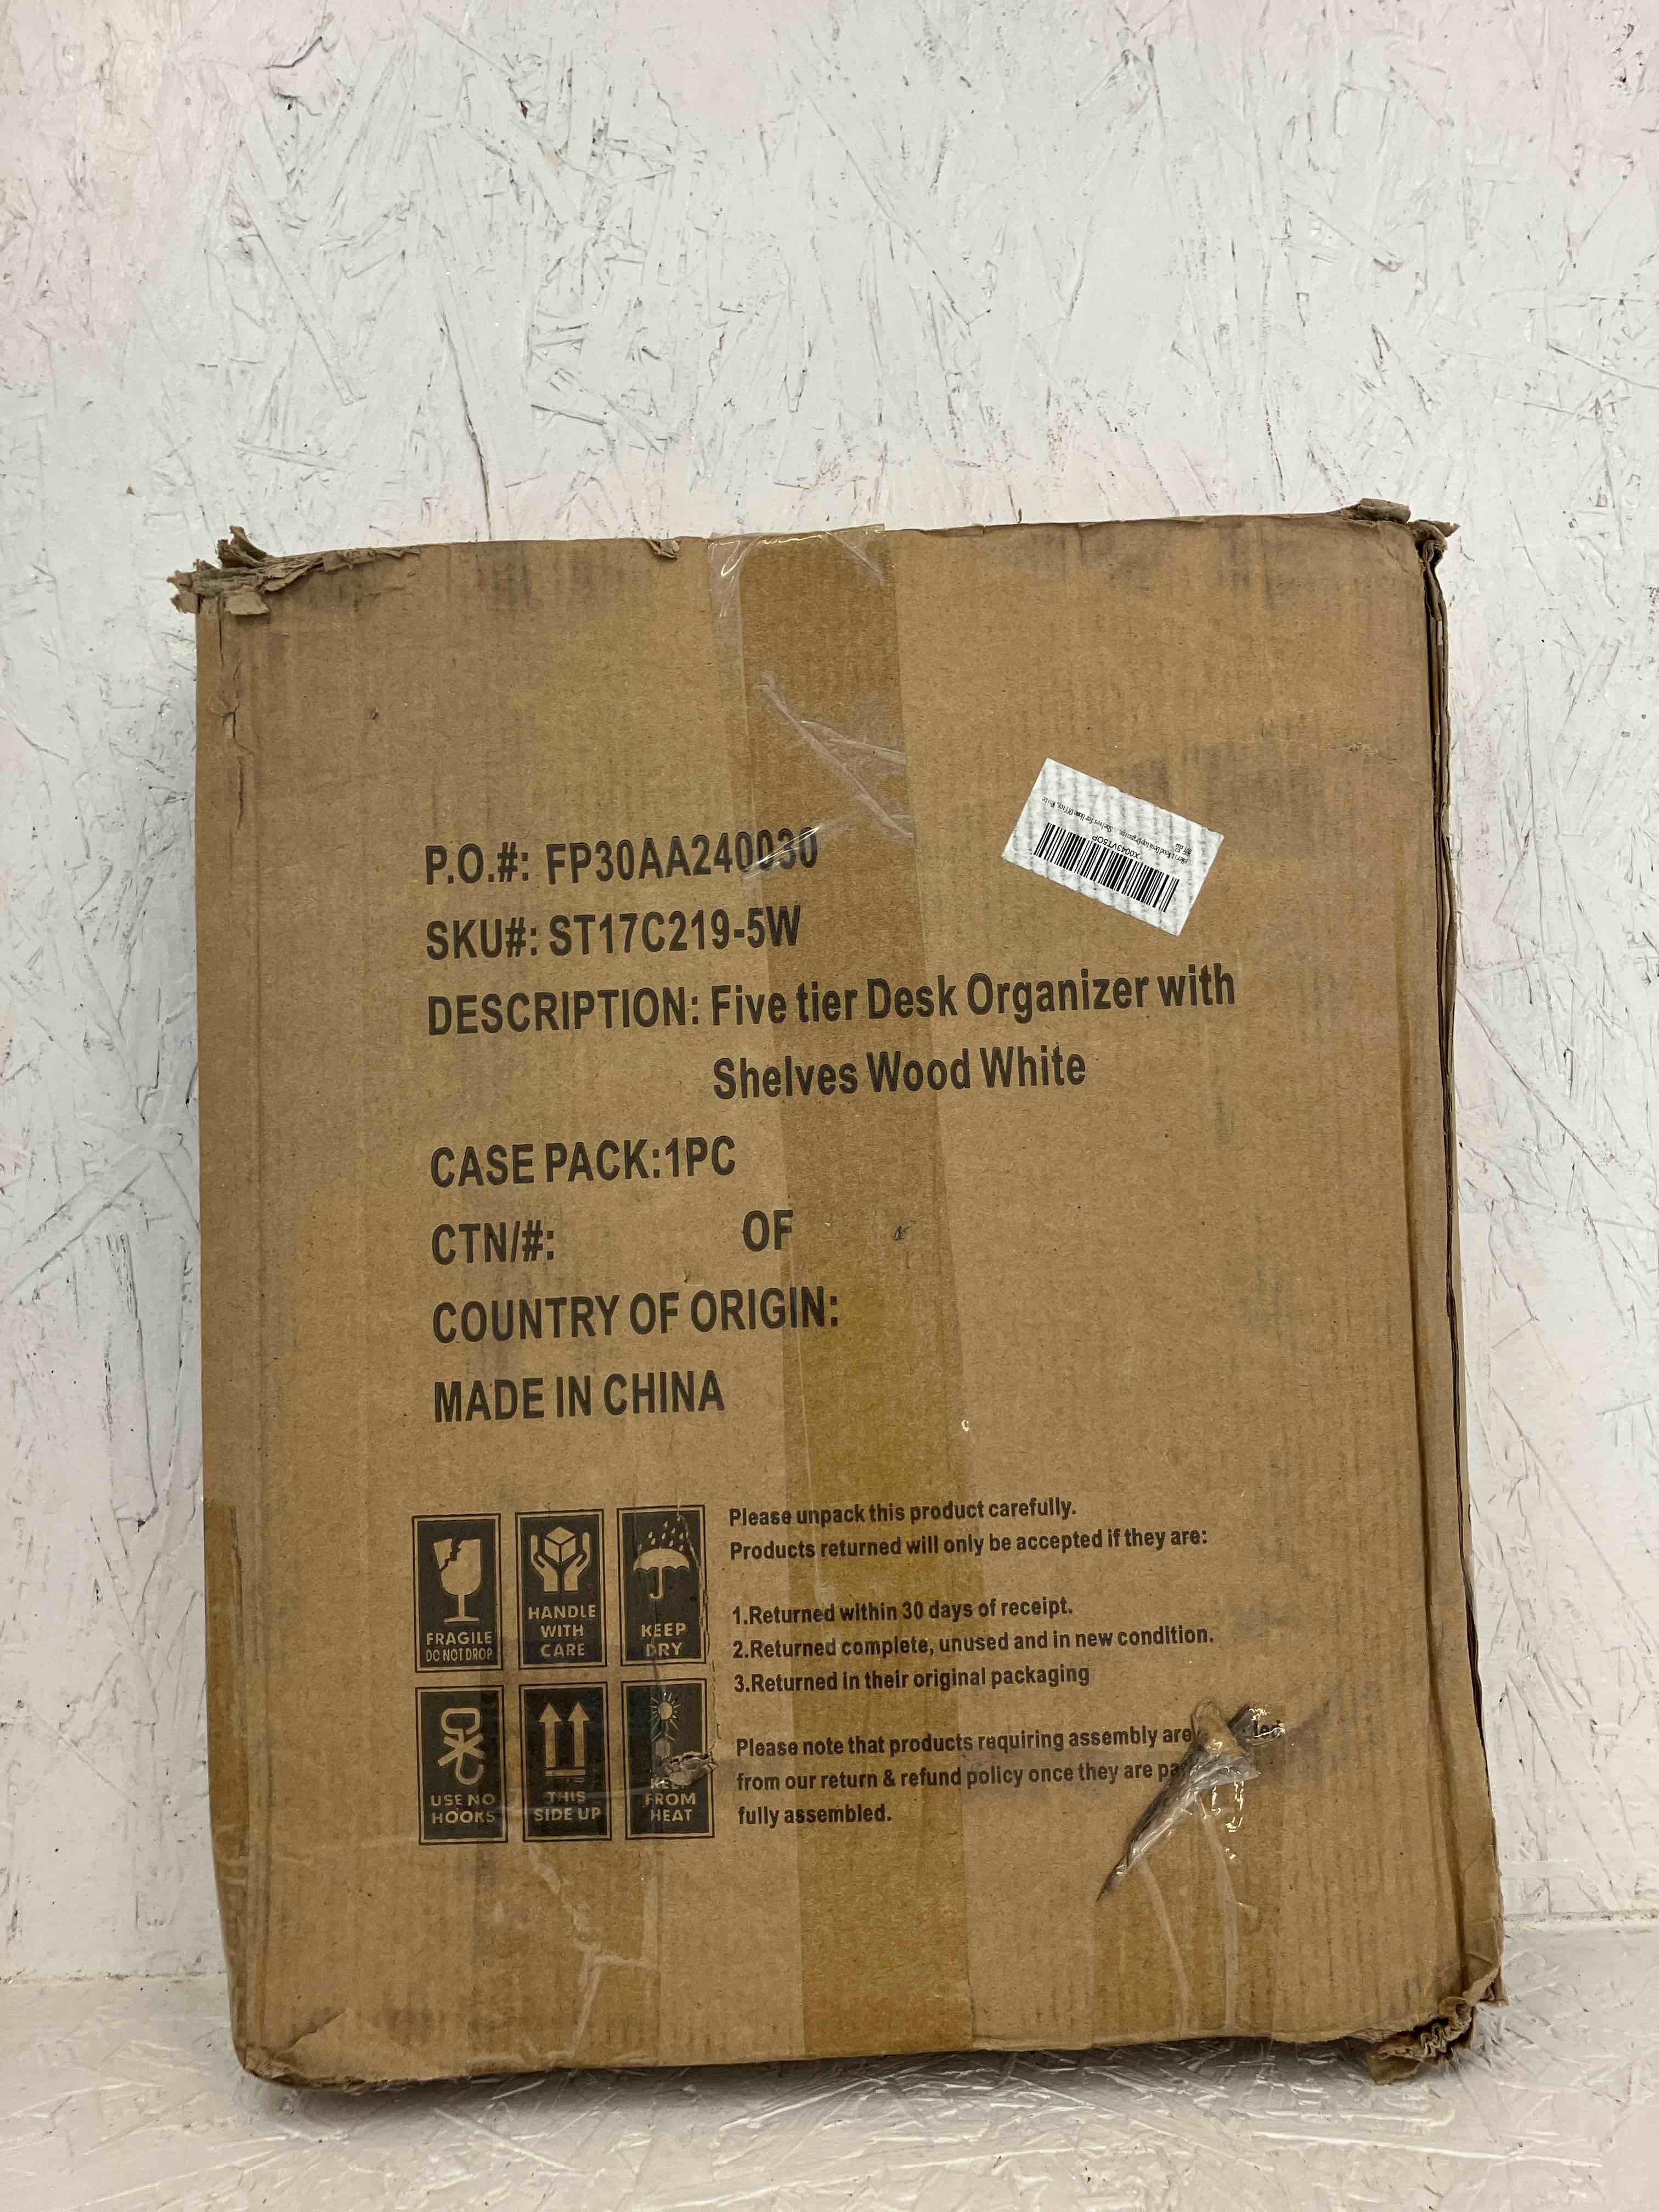 P.O.#: FP30AA240030
SKU#: ST17C219-5W
DESCRIPTION: Five tier Desk Organizer with
Shelves Wood White
CASE PACK:1PC
CTN/#: OF
COUNTRY OF ORIGIN:
MADE IN CHINA
X0043V15OP
FRAGILE
DO NOT DROP
HANDLE
WITH
CARE
KEEP
DRY
USE NO
HOOKS
THIS
SIDE UP
KEEP
FROM
HEAT
Please unpack this product carefully.
Products returned will only be accepted if they are:
1.Returned within 30 days of receipt.
2.Returned complete, unused and in new condition.
3.Returned in their original packaging
Please note that products requiring assembly are
from our return & refund policy once they are
fully assembled.